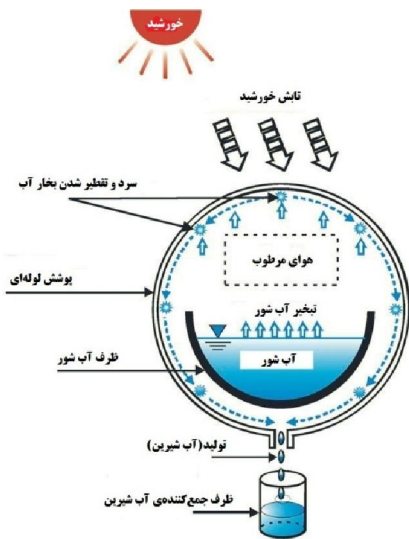 خورشید
تابش خورشید
سرد و تقطیر شدن بخار آب
هوای مرطوب
پوشش لوله‌ای
تبخیر آب شور
آب شور
ظرف آب شور
تولید(آب شیرین)
ظرف جمع‌کننده‌ی آب شیرین